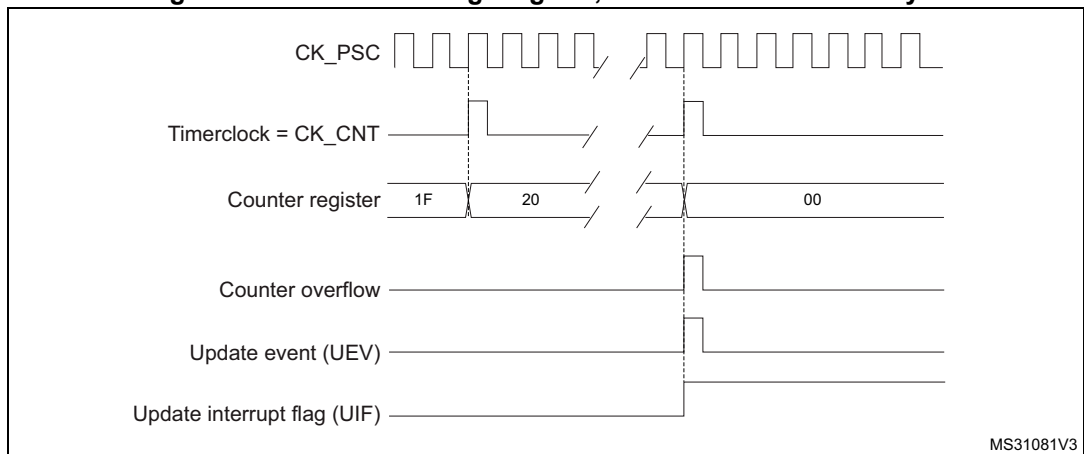 CK_PSC
Timerclock = CK_CNT
Counter register 1F 20 00
Counter overflow
Update event (UEV)
Update interrupt flag (UIF)
MS31081V3